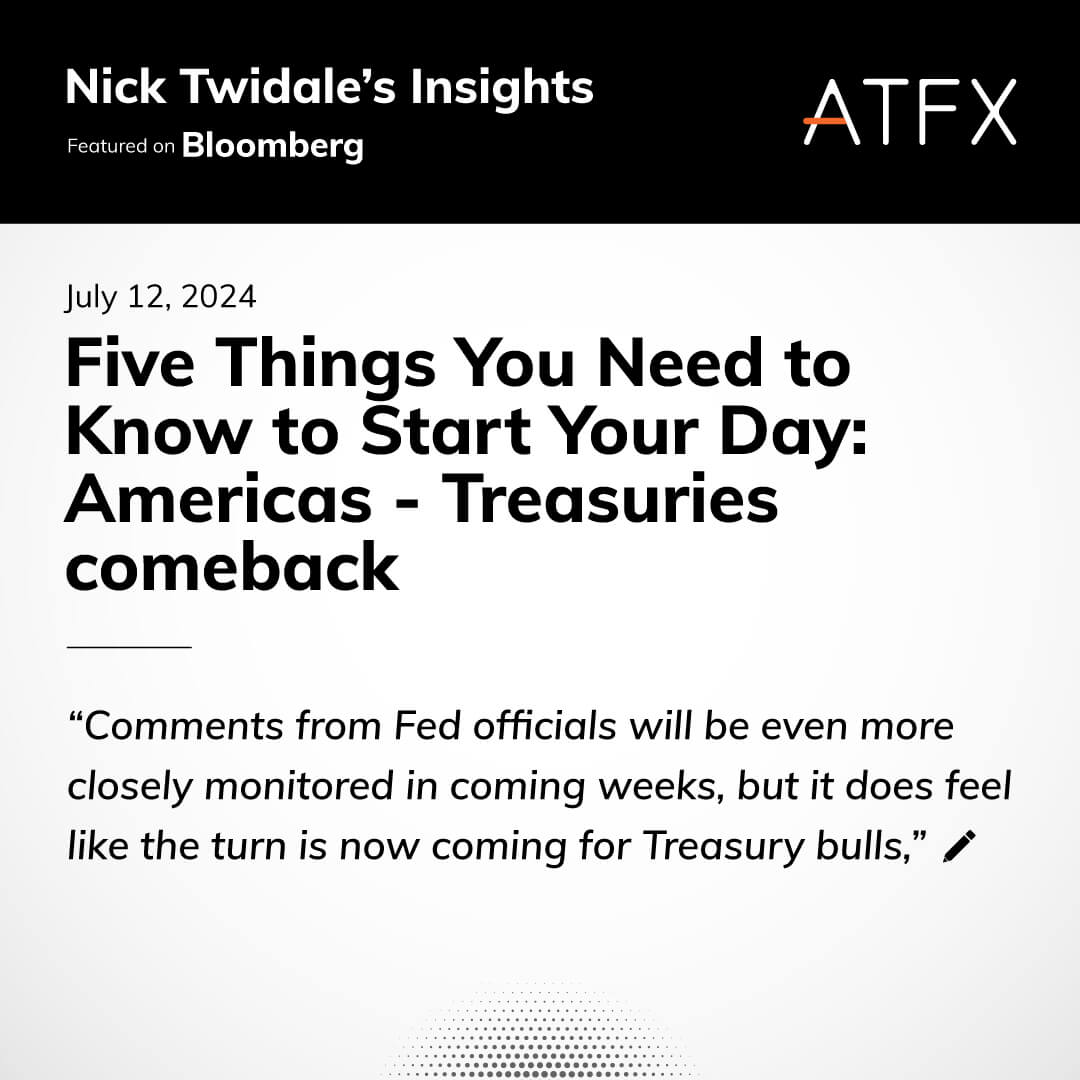 Nick Twidale’s Insights
ATFX
Featured on Bloomberg
July 12, 2024
Five Things You Need to
Know to Start Your Day:
Americas - Treasuries
comeback
“Comments from Fed officials will be even more
closely monitored in coming weeks, but it does feel
like the turn is now coming for Treasury bulls,”